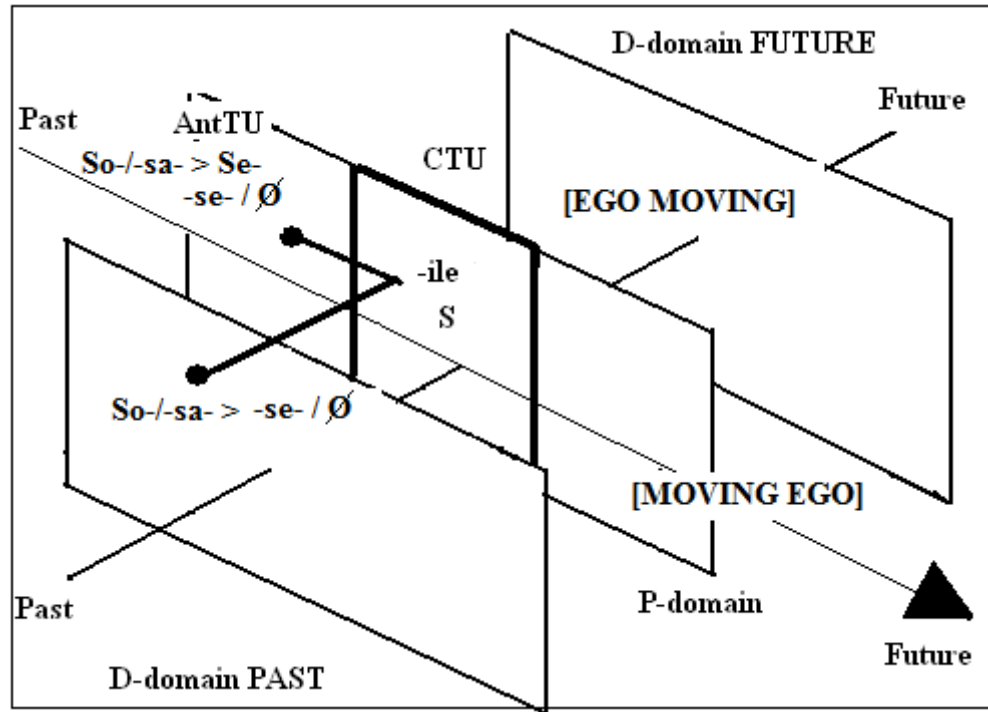 D-domain FUTURE
Future
Past
AntTU
CTU
So-/-sa- > Se-
-se- / Ø
[EGO MOVING]
-ile
S
So-/-sa- > -se- / Ø
[MOVING EGO]
P-domain
Past
Future
D-domain PAST